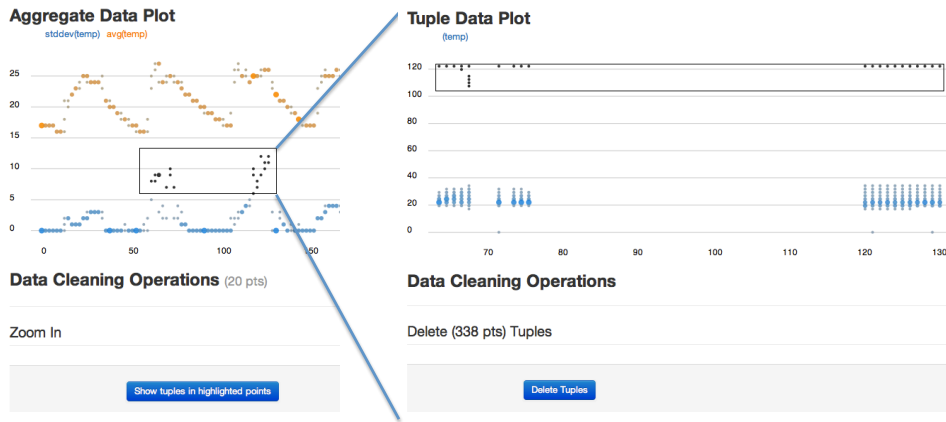 Aggregate Data Plot
stddev(temp) avg(temp)
25
20
15
10
5
0
0 50 100 150
Data Cleaning Operations (20 pts)
Zoom In
Show tuples in highlighted points
Tuple Data Plot
(temp)
120
100
80
60
40
20
0
70 80 90 100 110 120 130
Data Cleaning Operations
Delete (338 pts) Tuples
Delete Tuples